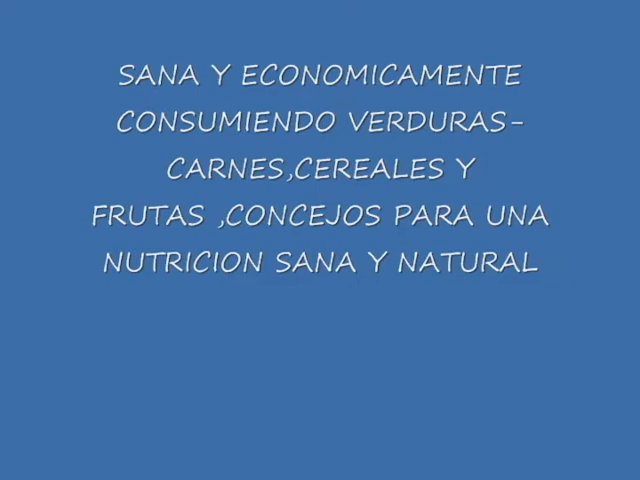 SANA Y ECONOMICAMENTE
CONSUMIENDO VERDURAS-
CARNES,CEREALES Y
FRUTAS ,CONCEJOS PARA UNA
NUTRICION SANA Y NATURAL